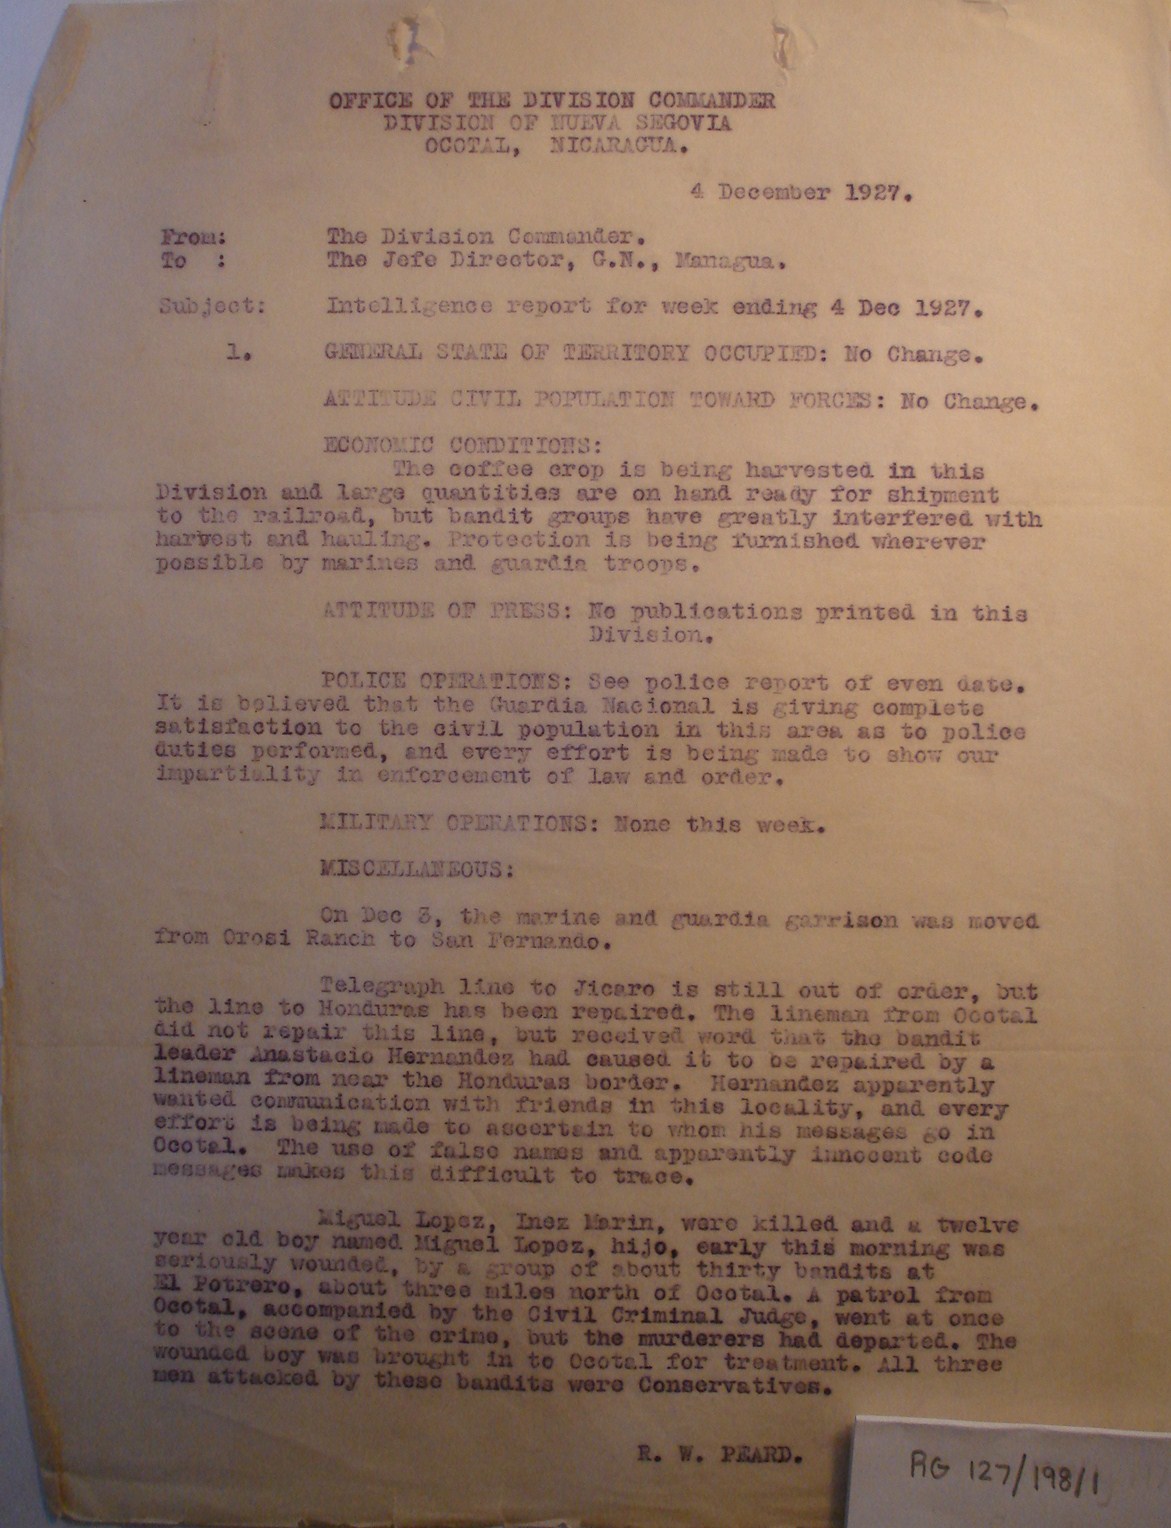 OFFICE OF THE DIVISION COMMANDER
DIVISION OF NUEVA SEGOVIA
OCOTAL, NICARAGUA.
4 December 1927.
From: The Division Commander.
To : The Jefe Director, G.N., Managua.
Subject: Intelligence report for week ending 4 Dec 1927.
1. GENERAL STATE OF TERRITORY OCCUPIED: No Change.
ATTITUDE CIVIL POPULATION TOWARD FORCES: No Change.
ECONOMIC CONDITIONS:
The coffee crop is being harvested in this
Division and large quantities are on hand ready for shipment
to the railroad, but bandit groups have greatly interfered with
harvest and hauling. Protection is being furnished wherever
possible by marines and guardia troops.
ATTITUDE OF PRESS: No publications printed in this
Division.
POLICE OPERATIONS: See police report of even date.
It is believed that the Guardia Nacional is giving complete
satisfaction to the civil population in this area as to police
duties performed, and every effort is being made to show our
impartiality in enforcement of law and order.
MILITARY OPERATIONS: None this week.
MISCELLANEOUS:
On Dec 3, the marine and guardia garrison was moved
from Orosi Ranch to San Fernando.
Telegraph line to Jicaro is still out of order, but
the line to Honduras has been repaired. The lineman from Ocotal
did not repair this line, but received word that the bandit
leader Anastacio Hernandez had caused it to be repaired by a
lineman from near the Honduras border. Hernandez apparently
wanted communication with friends in this locality, and every
effort is being made to ascertain to whom his messages go in
Ocotal. The use of false names and apparently innocent code
messages makes this difficult to trace.
Miguel Lopez, Inez Marin, were killed and a twelve
year old boy named Miguel Lopez, hijo, early this morning was
seriously wounded, by a group of about thirty bandits at
El Potrero, about three miles north of Ocotal. A patrol from
Ocotal, accompanied by the Civil Criminal Judge, went at once
to the scene of the crime, but the murderers had departed. The
wounded boy was brought in to Ocotal for treatment. All three
men attacked by these bandits were Conservatives.
R. W. PEARD.
RG 127/198/1